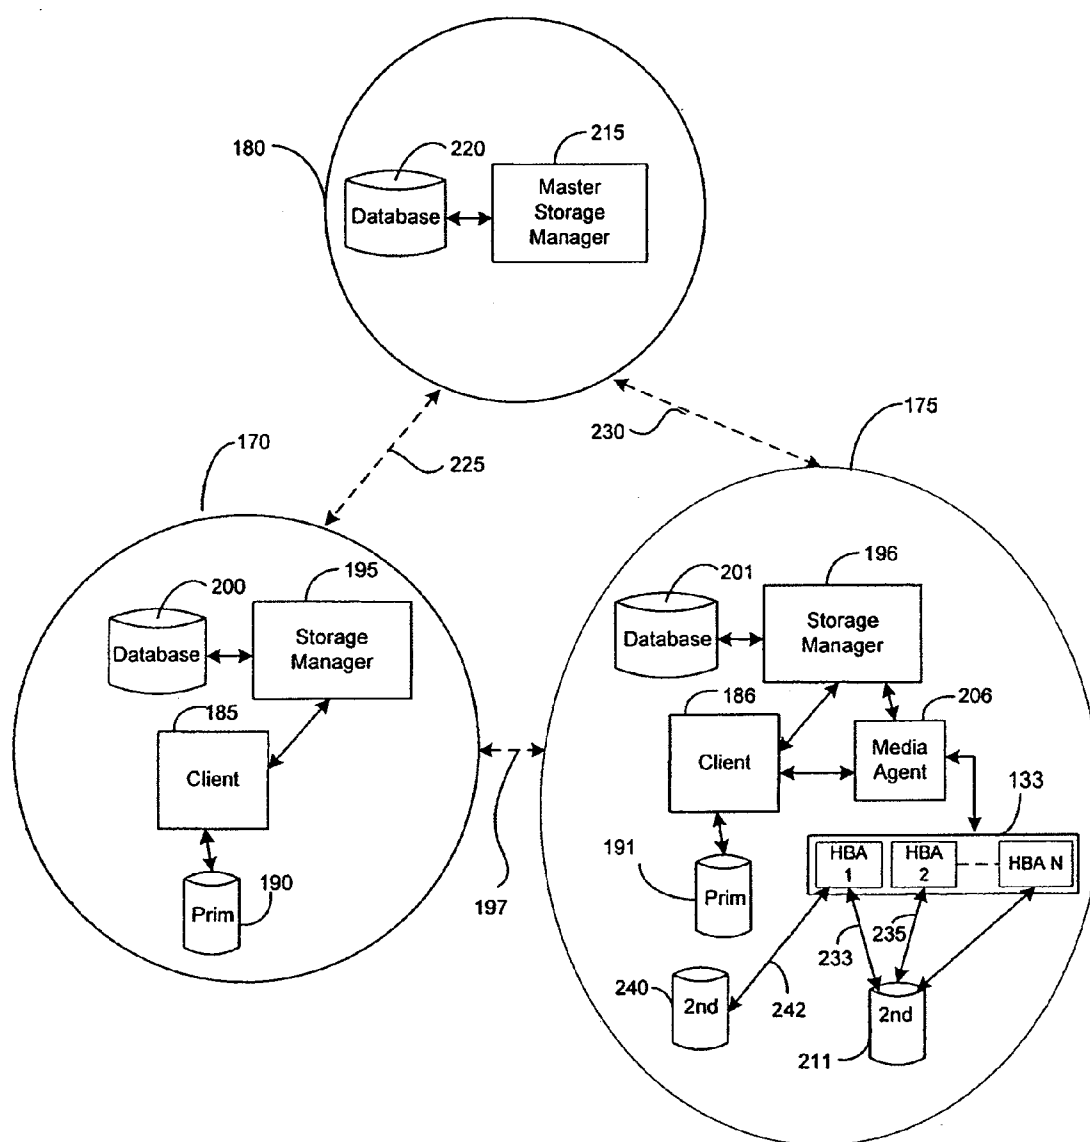 180
220
215
Database
Master
Storage
Manager
230
175
170
225
200
195
Database
Storage
Manager
185
Client
190
Prim
197
201
196
Database
Storage
Manager
186
206
Client
Media
Agent
133
191
Prim
HBA
1
HBA
2
HBA N
233
235
240
2nd
242
2nd
211